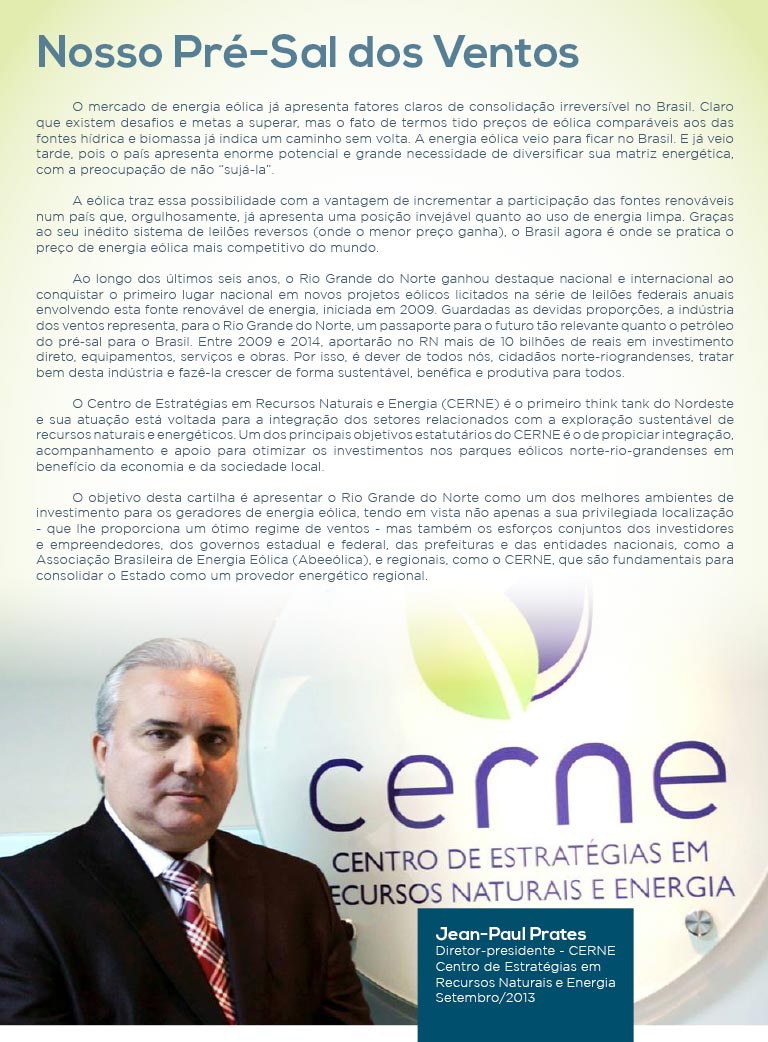 Nosso Pré-Sal dos Ventos
O mercado de energia eólica já apresenta fatores claros de consolidação irreversível no Brasil. Claro
que existem desafios e metas a superar, mas o fato de termos tido preços de eólica comparáveis aos das
fontes hídrica e biomassa já indica um caminho sem volta. A energia eólica veio para ficar no Brasil. E já veio
tarde, pois o país apresenta enorme potencial e grande necessidade de diversificar sua matriz energética,
com a preocupação de não “sujá-la”.
A eólica traz essa possibilidade com a vantagem de incrementar a participação das fontes renováveis
num país que, orgulhosamente, já apresenta uma posição invejável quanto ao uso de energia limpa. Graças
ao seu inédito sistema de leilões reversos (onde o menor preço ganha), o Brasil agora é onde se pratica o
preço de energia eólica mais competitivo do mundo.
Ao longo dos últimos seis anos, o Rio Grande do Norte ganhou destaque nacional e internacional ao
conquistar o primeiro lugar nacional em novos projetos eólicos licitados na série de leilões federais anuais
envolvendo esta fonte renovável de energia, iniciada em 2009. Guardadas as devidas proporções, a indústria
dos ventos representa, para o Rio Grande do Norte, um passaporte para o futuro tão relevante quanto o petróleo
do pré-sal para o Brasil. Entre 2009 e 2014, aportarão no RN mais de 10 bilhões de reais em investimento
direto, equipamentos, serviços e obras. Por isso, é dever de todos nós, cidadãos norte-riograndenses, tratar
bem desta indústria e fazê-la crescer de forma sustentável, benéfica e produtiva para todos.
O Centro de Estratégias em Recursos Naturais e Energia (CERNE) é o primeiro think tank do Nordeste
e sua atuação está voltada para a integração dos setores relacionados com a exploração sustentável de
recursos naturais e energéticos. Um dos principais objetivos estatutários do CERNE é o de propiciar integração,
acompanhamento e apoio para otimizar os investimentos nos parques eólicos norte-rio-grandenses em
benefício da economia e da sociedade local.
O objetivo desta cartilha é apresentar o Rio Grande do Norte como um dos melhores ambientes de
investimento para os geradores de energia eólica, tendo em vista não apenas a sua privilegiada localização
- que lhe proporciona um ótimo regime de ventos - mas também os esforços conjuntos dos investidores
e empreendedores, dos governos estadual e federal, das prefeituras e das entidades nacionais, como a
Associação Brasileira de Energia Eólica (Abeeólica), e regionais, como o CERNE, que são fundamentais para
consolidar o Estado como um provedor energético regional.
cerne
CENTRO DE ESTRATÉGIAS EM
RECURSOS NATURAIS E ENERGIA
Jean-Paul Prates
Diretor-presidente - CERNE
Centro de Estratégias em
Recursos Naturais e Energia
Setembro/2013